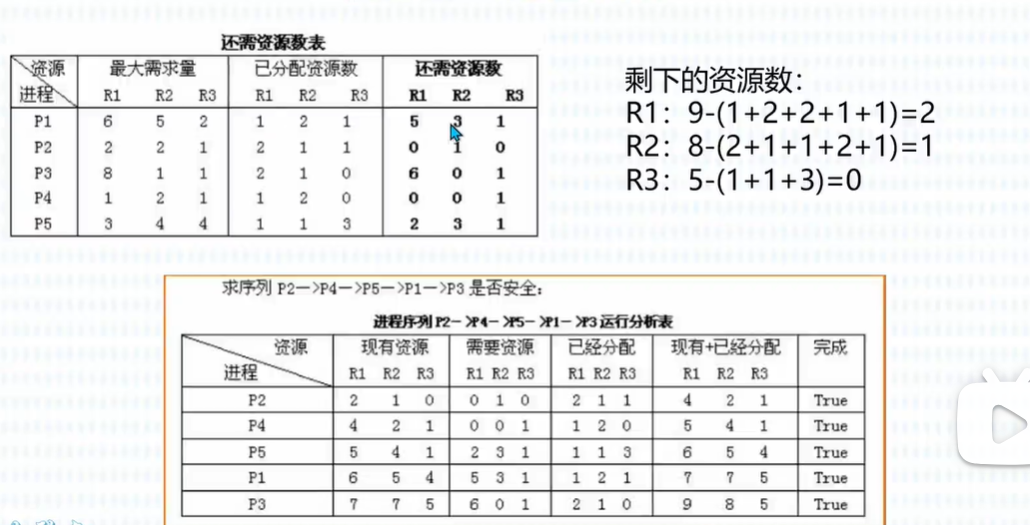 还需资源数表
资源 最大需求量 已分配资源数 还需资源数
进程 R1 R2 R3 R1 R2 R3 R1 R2 R3
P1 6 5 2 1 2 1 5 3 1
P2 2 2 1 2 1 1 0 1 0
P3 8 1 1 2 1 0 6 0 1
P4 1 2 1 1 2 0 0 0 1
P5 3 4 4 1 1 3 2 3 1
剩下的资源数:
R1: 9-(1+2+2+1+1)=2
R2: 8-(2+1+1+2+1)=1
R3: 5-(1+1+3)=0
求序列 P2—>P4—>P5—>P1—>P3 是否安全:
进程序列P2->P4->P5->P1->P3运行分析表
资源 现有资源 需要资源 已经分配 现有+已经分配 完成
进程 R1 R2 R3 R1 R2 R3 R1 R2 R3 R1 R2 R3
P2 2 1 0 0 1 0 2 1 1 4 2 1 True
P4 4 2 1 0 0 1 1 2 0 5 4 1 True
P5 5 4 1 2 3 1 1 1 3 6 5 4 True
P1 6 5 4 5 3 1 1 2 1 7 7 5 True
P3 7 7 5 6 0 1 2 1 0 9 8 5 True